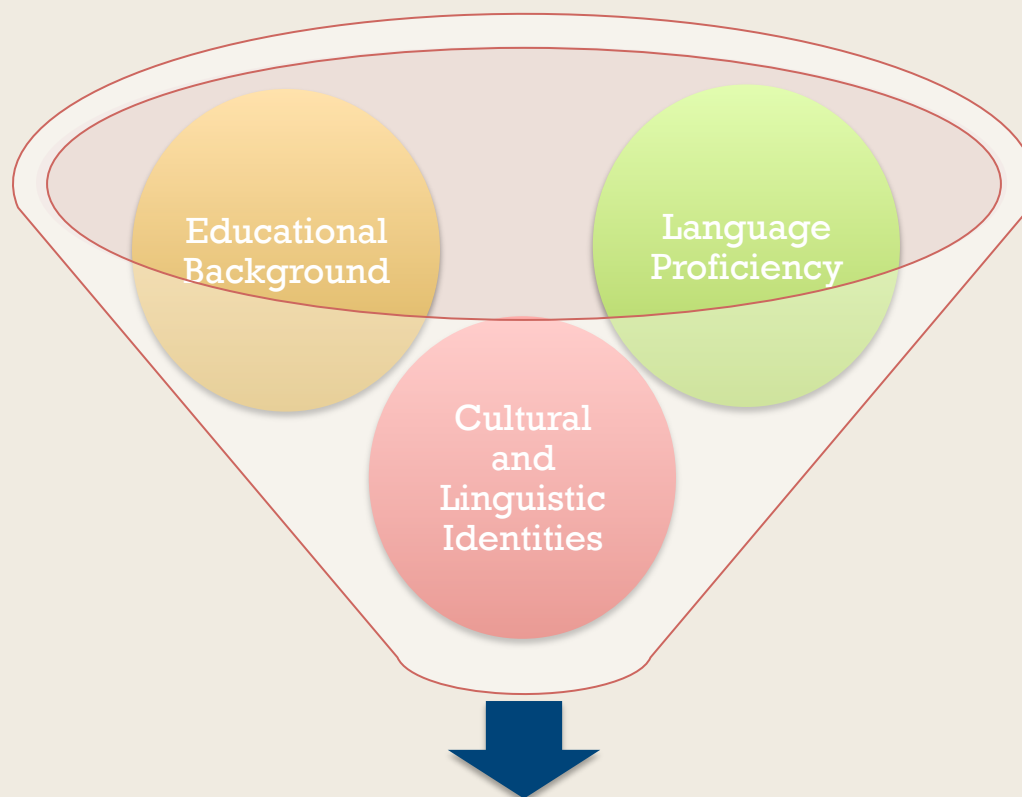 Educational
Background
Language
Proficiency
Cultural
and
Linguistic
Identities